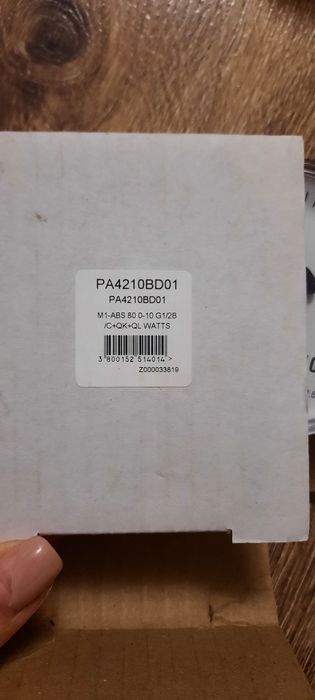 PA4210BD01
PA4210BD01
M1-ABS 80 0-10 G1/2B
/C+QK+QL WATTS
3 800152 514014 >
Z000033819